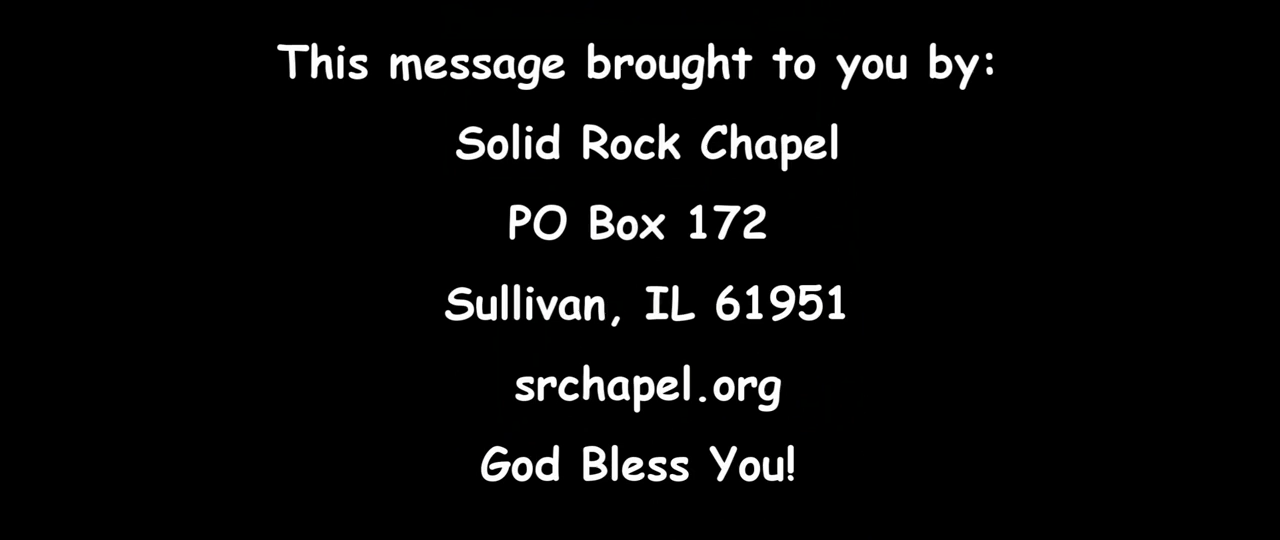 This message brought to you by:
Solid Rock Chapel
PO Box 172
Sullivan, IL 61951
srchapel.org
God Bless You!